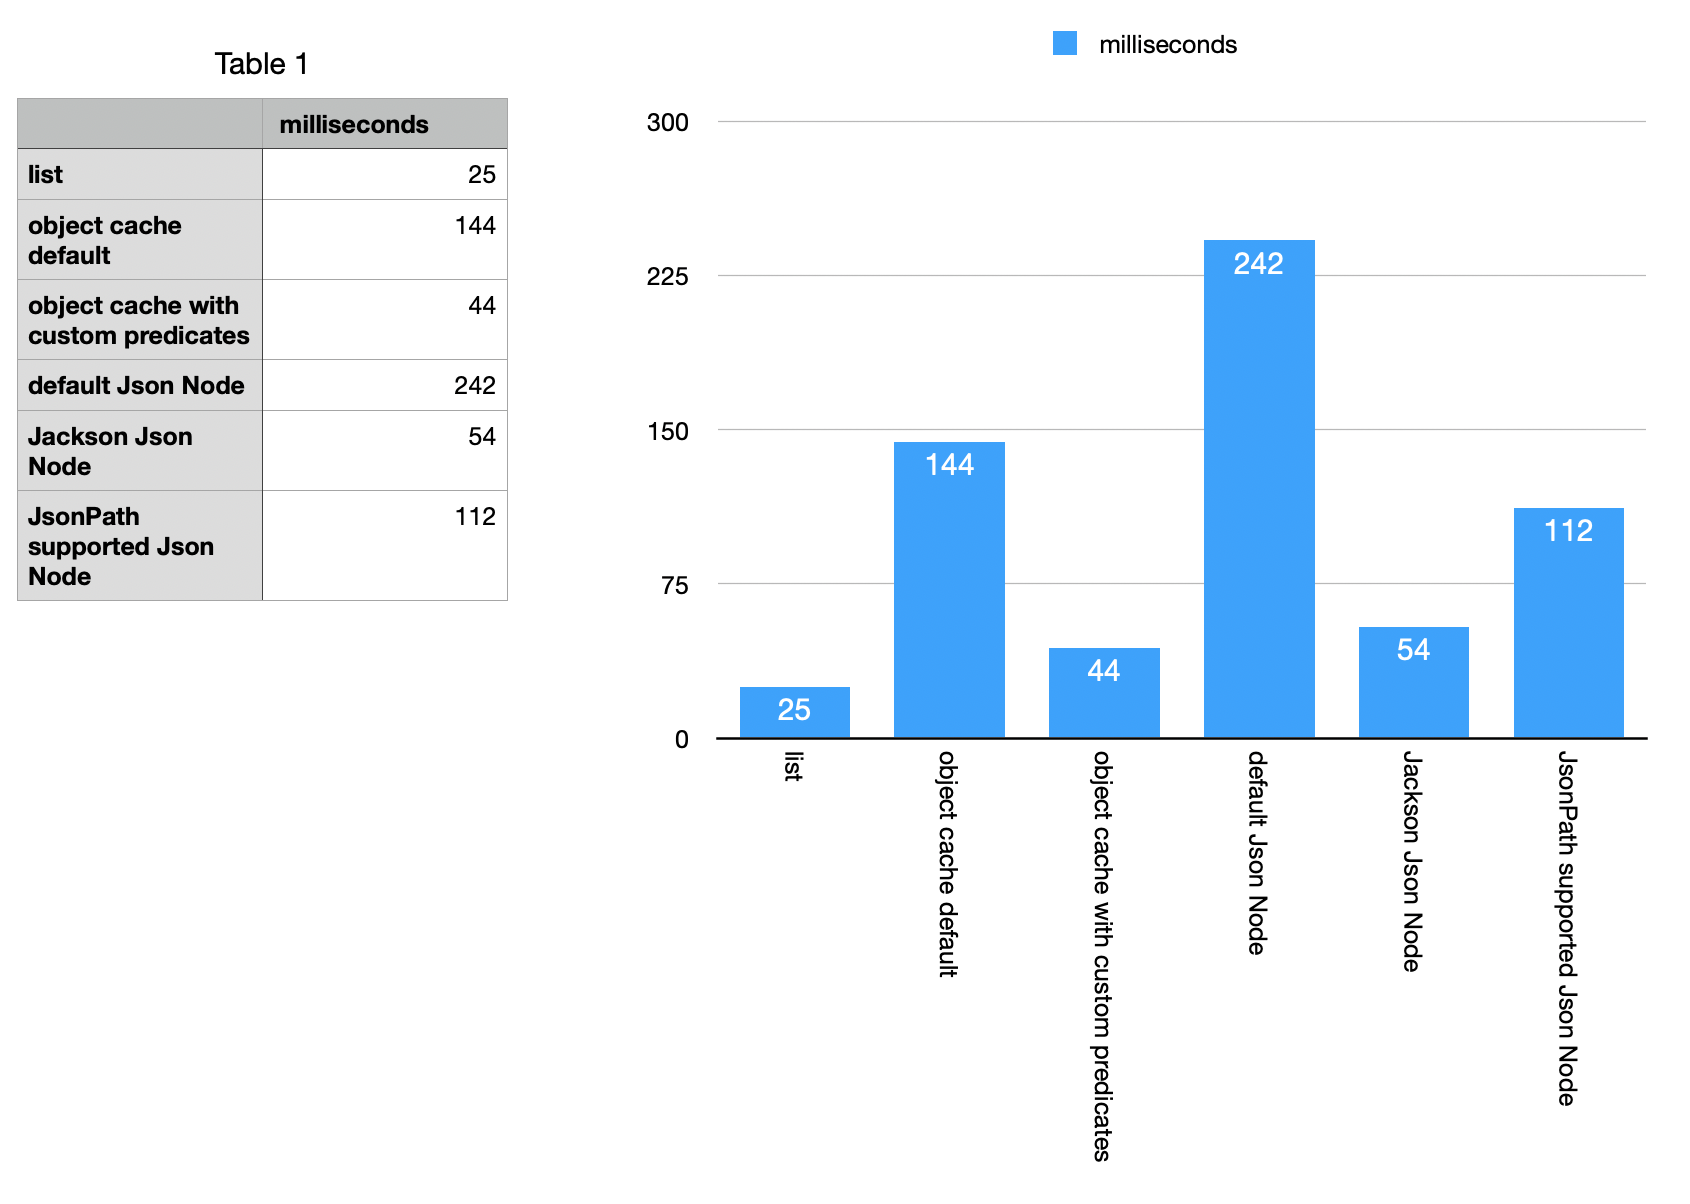 Table 1
milliseconds
list 25
object cache 144
default
object cache with 44
custom predicates
default Json Node 242
Jackson Json 54
Node
JsonPath 112
supported Json
Node
milliseconds
300
225
150
75
0
25
144
44
242
54
112
list
object cache default
object cache with custom predicates
default Json Node
Jackson Json Node
JsonPath supported Json Node